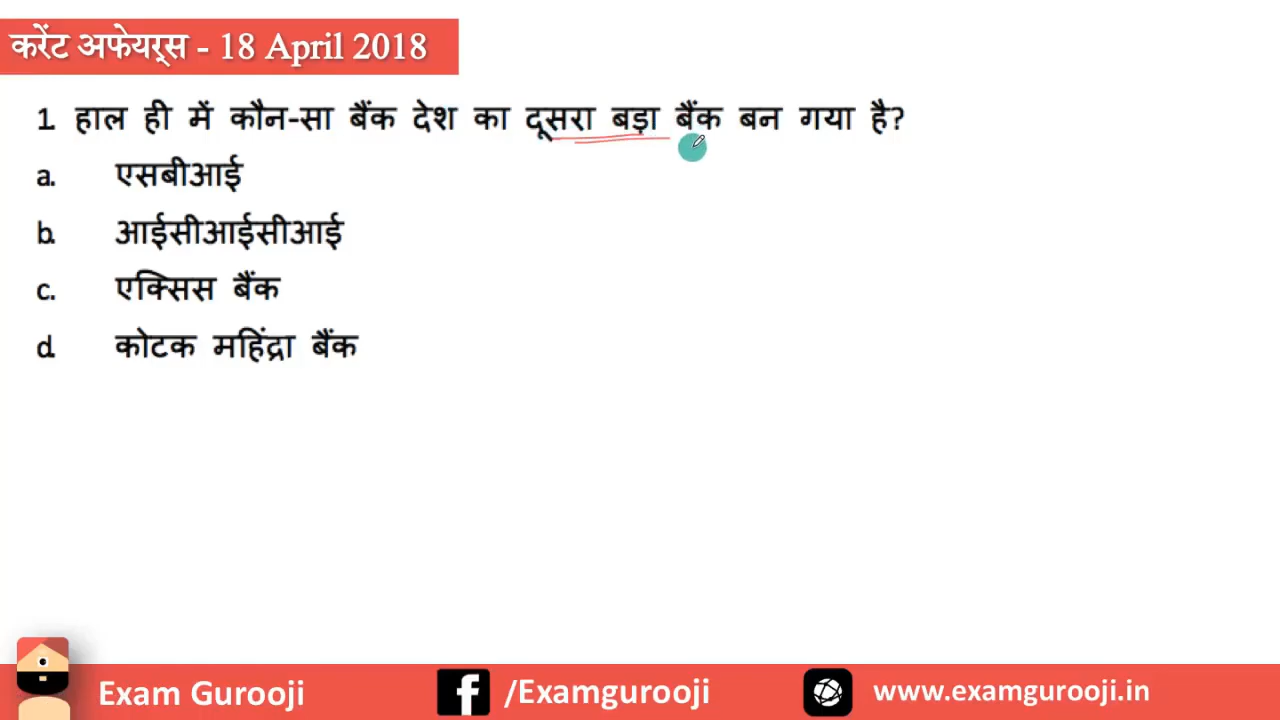 करेंट अफेयर्स - 18 April 2018
1. हाल ही में कौन-सा बैंक देश का दूसरा बड़ा बैंक बन गया है?
a. एसबीआई
b. आईसीआईसीआई
c. एक्सिस बैंक
d. कोटक महिंद्रा बैंक
Exam Gurooji /Examgurooji www.examgurooji.in